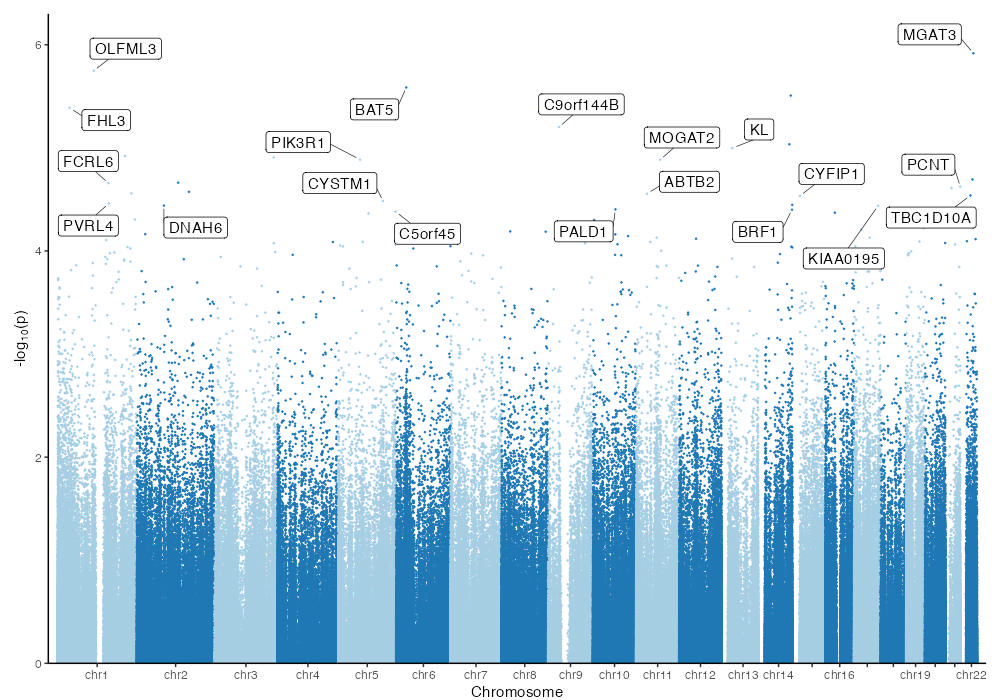 MGAT3
6
OLFML3
BAT5
C9orf144B
FHL3
KL
MOGAT2
PIK3R1
FCRL6
PCNT
CYFIP1
ABTB2
CYSTM1
TBC1D10A
PVRL4
DNAH6
PALD1
BRF1
C5orf45
4
KIAA0195
-log10(p)
2
0
chr1 chr2 chr3 chr4 chr5 chr6 chr7 chr8 chr9 chr10 chr11 chr12 chr13 chr14 chr16 chr19 chr22
Chromosome